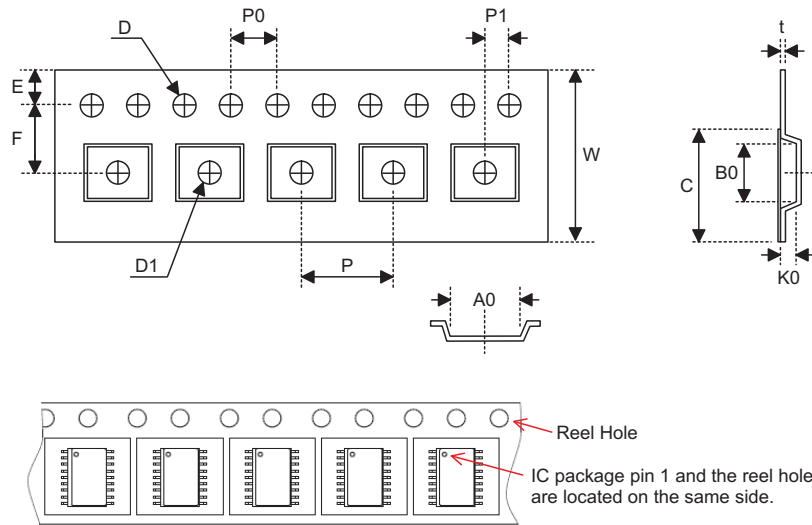 D
P0
P1
t
E
F
W
C
B0
D1
P
K0
A0
Reel Hole
IC package pin 1 and the reel hole
are located on the same side.